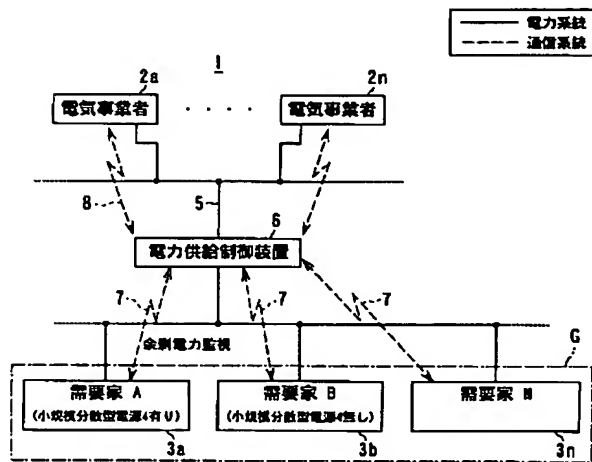 電力系統
通信系統
1
2a
2n
電気事業者
・・・・
電気事業者
8
5
6
電力供給制御装置
7
7
7
余剰電力監視
G
需要家 A
(小規模分散型電源4有り)
需要家 B
(小規模分散型電源4無し)
需要家 N
3a
3b
3n